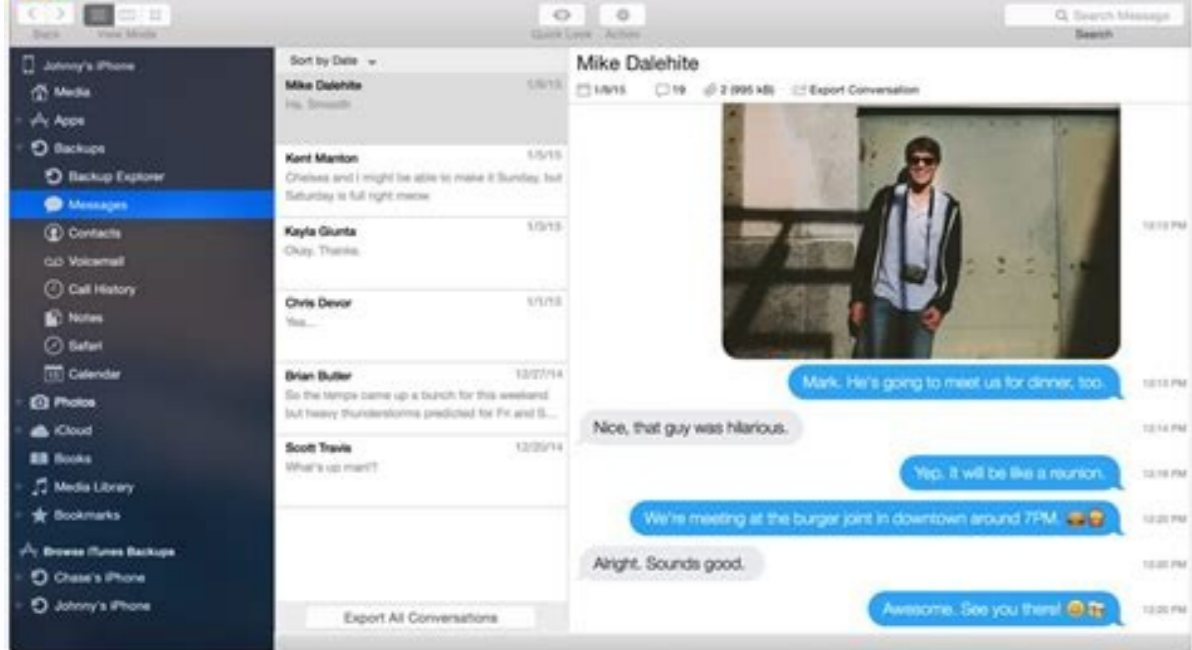 Back
View Mode
Quick Look
Action
Search Message
Search
Johnny's iPhone
Media
Apps
Backups
Backup Explorer
Messages
Contacts
Voicemail
Call History
Notes
Safari
Calendar
Photos
iCloud
Books
Media Library
Bookmarks
Browse iTunes Backups
Chase's iPhone
Johnny's iPhone
Sort by Date
Mike Dalehite 1/9/15
Ha, Smooth
Kent Manton 1/5/15
Chelsea and I might be able to make it Sunday, but
Saturday is full right meow
Kayla Giunta 1/3/15
Okay. Thanks.
Chris Devor 1/1/15
Yea...
Brian Butler 12/27/14
So the temps came up a bunch for this weekend
but heavy thunderstorms predicted for Fri and S...
Scott Travis 12/20/14
What's up man!?
Export All Conversations
Mike Dalehite
1/9/15 19 2 (995 kB) Export Conversation
12:13 PM
Mark. He's going to meet us for dinner, too. 12:13 PM
Nice, that guy was hilarious. 12:14 PM
Yep. It will be like a reunion. 12:19 PM
We're meeting at the burger joint in downtown around 7PM. 🍔🍟 12:20 PM
Alright. Sounds good. 12:20 PM
Awesome. See you there! 12:20 PM